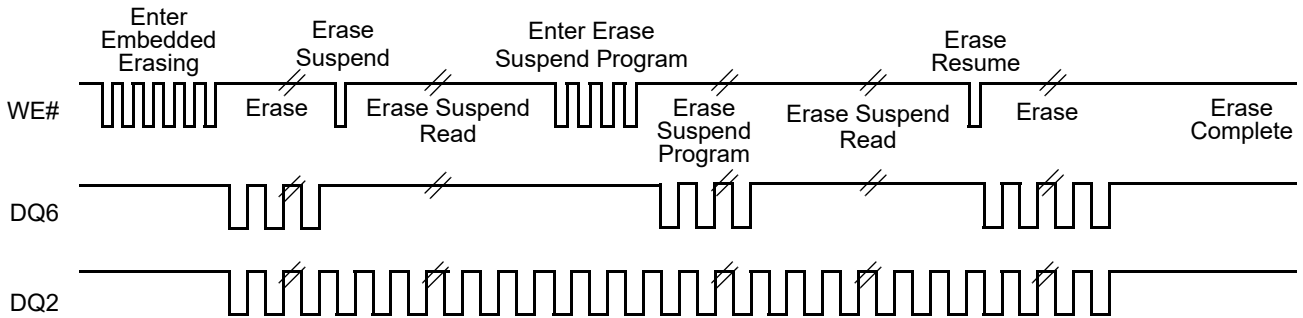 Enter
Embedded
Erasing
Erase
Suspend
Enter Erase
Suspend Program
Erase
Resume
WE#
Erase
Erase Suspend
Read
Erase
Suspend
Program
Erase Suspend
Read
Erase
Erase
Complete
DQ6
DQ2